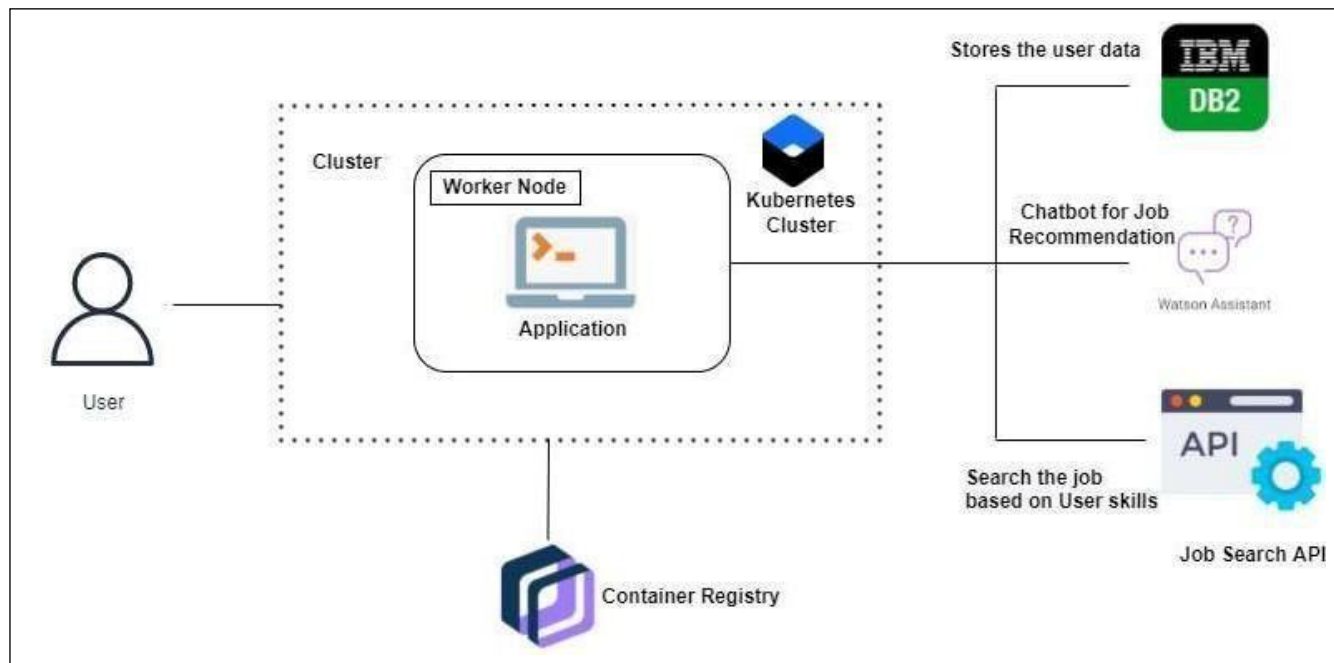 Stores the user data
IBM
DB2
Cluster
Worker Node
Kubernetes
Cluster
Application
User
Chatbot for Job
Recommendation
?
Watson Assistant
API
Search the job
based on User skills
Job Search API
Container Registry